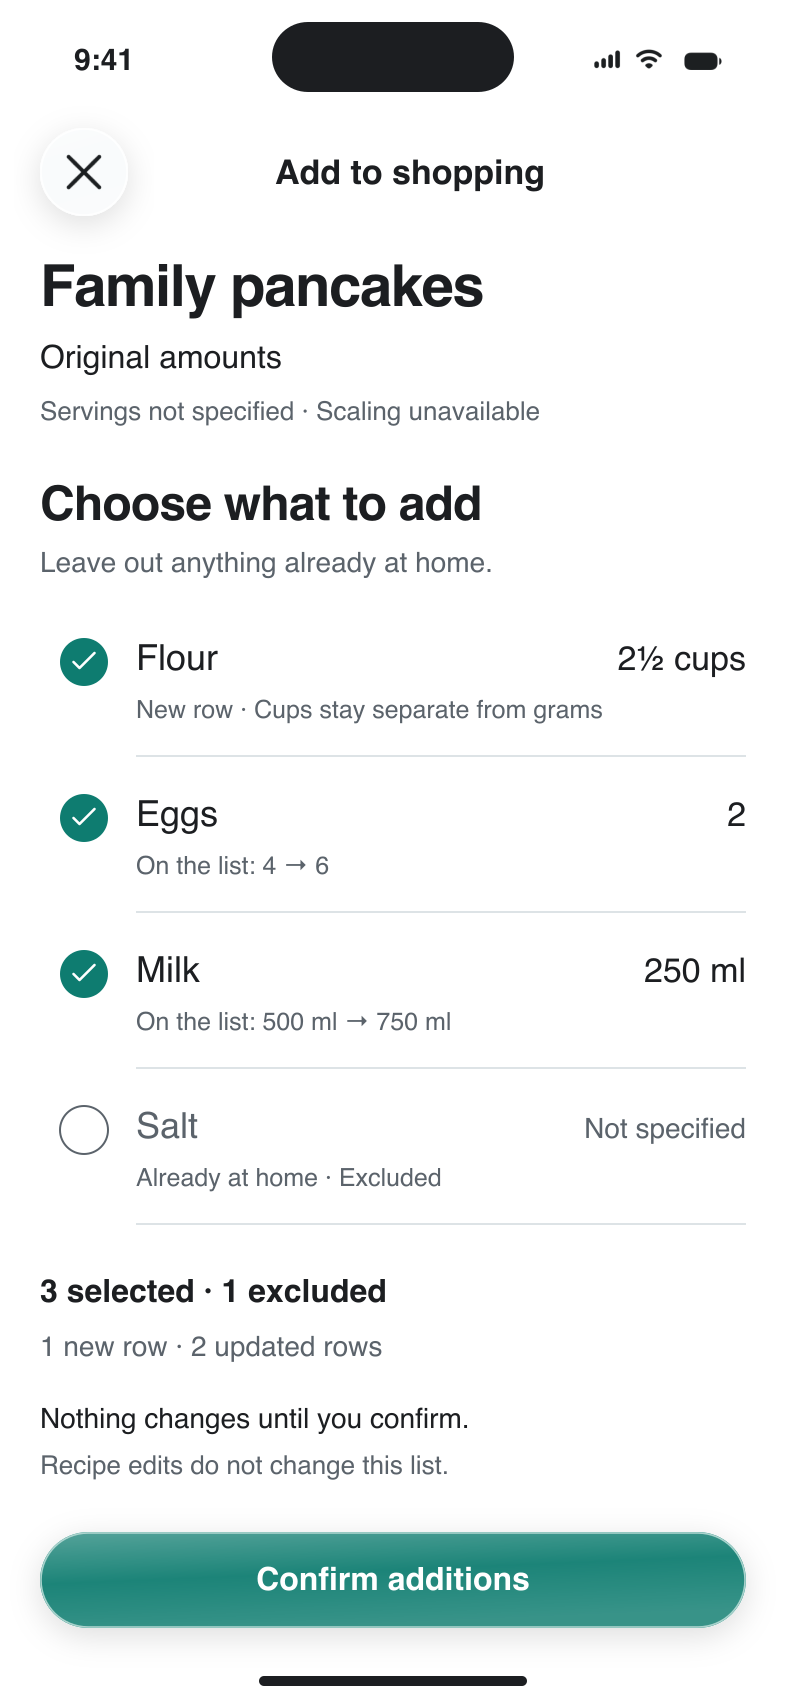 9:41
Add to shopping
Family pancakes
Original amounts
Servings not specified · Scaling unavailable
Choose what to add
Leave out anything already at home.
Flour 2½ cups
New row · Cups stay separate from grams
Eggs 2
On the list: 4 → 6
Milk 250 ml
On the list: 500 ml → 750 ml
Salt Not specified
Already at home · Excluded
3 selected · 1 excluded
1 new row · 2 updated rows
Nothing changes until you confirm.
Recipe edits do not change this list.
Confirm additions